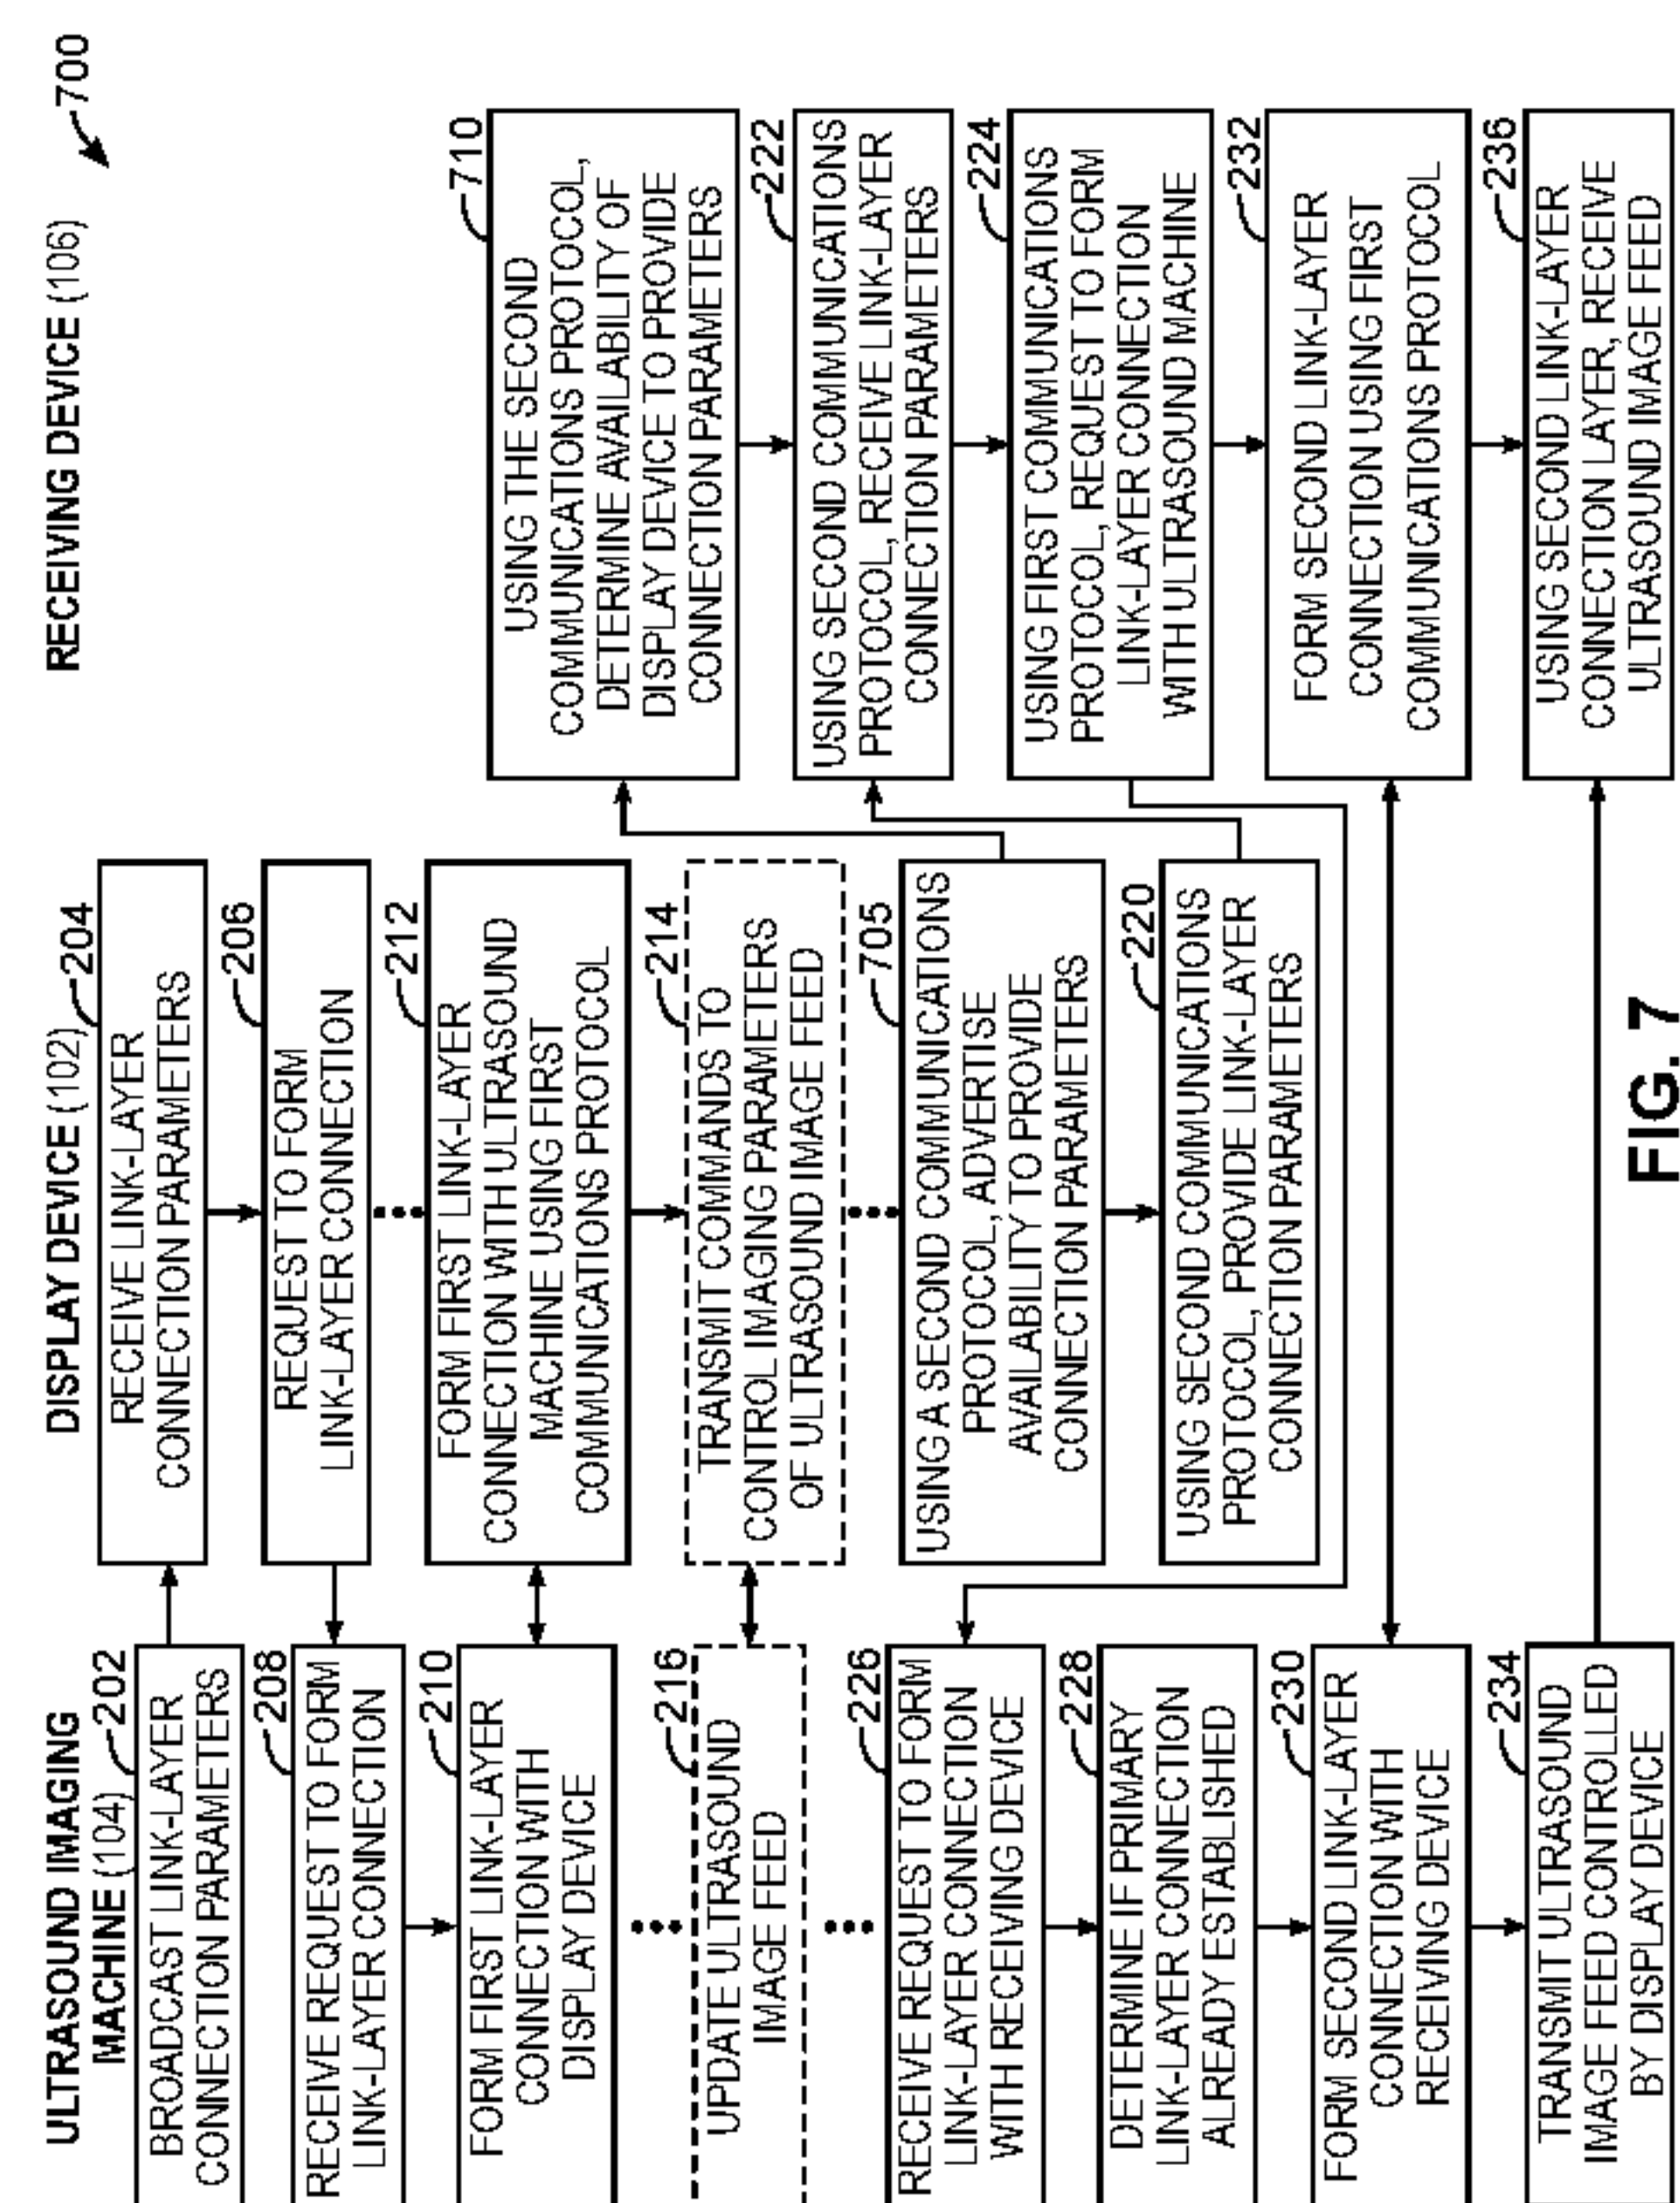 700
ULTRASOUND IMAGING
MACHINE (104)
202
BROADCAST LINK-LAYER
CONNECTION PARAMETERS
208
RECEIVE REQUEST TO FORM
LINK-LAYER CONNECTION
210
FORM FIRST LINK-LAYER
CONNECTION WITH
DISPLAY DEVICE
216
UPDATE ULTRASOUND
IMAGE FEED
226
RECEIVE REQUEST TO FORM
LINK-LAYER CONNECTION
WITH RECEIVING DEVICE
228
DETERMINE IF PRIMARY
LINK-LAYER CONNECTION
ALREADY ESTABLISHED
230
FORM SECOND LINK-LAYER
CONNECTION WITH
RECEIVING DEVICE
234
TRANSMIT ULTRASOUND
IMAGE FEED CONTROLLED
BY DISPLAY DEVICE
DISPLAY DEVICE (102)
204
RECEIVE LINK-LAYER
CONNECTION PARAMETERS
206
REQUEST TO FORM
LINK-LAYER CONNECTION
212
FORM FIRST LINK-LAYER
CONNECTION WITH ULTRASOUND
MACHINE USING FIRST
COMMUNICATIONS PROTOCOL
214
TRANSMIT COMMANDS TO
CONTROL IMAGING PARAMETERS
OF ULTRASOUND IMAGE FEED
705
USING A SECOND COMMUNICATIONS
PROTOCOL, ADVERTISE
AVAILABILITY TO PROVIDE
CONNECTION PARAMETERS
220
USING SECOND COMMUNICATIONS
PROTOCOL, PROVIDE LINK-LAYER
CONNECTION PARAMETERS
RECEIVING DEVICE (106)
710
USING THE SECOND
COMMUNICATIONS PROTOCOL,
DETERMINE AVAILABILITY OF
DISPLAY DEVICE TO PROVIDE
CONNECTION PARAMETERS
222
USING SECOND COMMUNICATIONS
PROTOCOL, RECEIVE LINK-LAYER
CONNECTION PARAMETERS
224
USING FIRST COMMUNICATIONS
PROTOCOL, REQUEST TO FORM
LINK-LAYER CONNECTION
WITH ULTRASOUND MACHINE
232
FORM SECOND LINK-LAYER
CONNECTION USING FIRST
COMMUNICATIONS PROTOCOL
236
USING SECOND LINK-LAYER
CONNECTION LAYER, RECEIVE
ULTRASOUND IMAGE FEED
FIG. 7